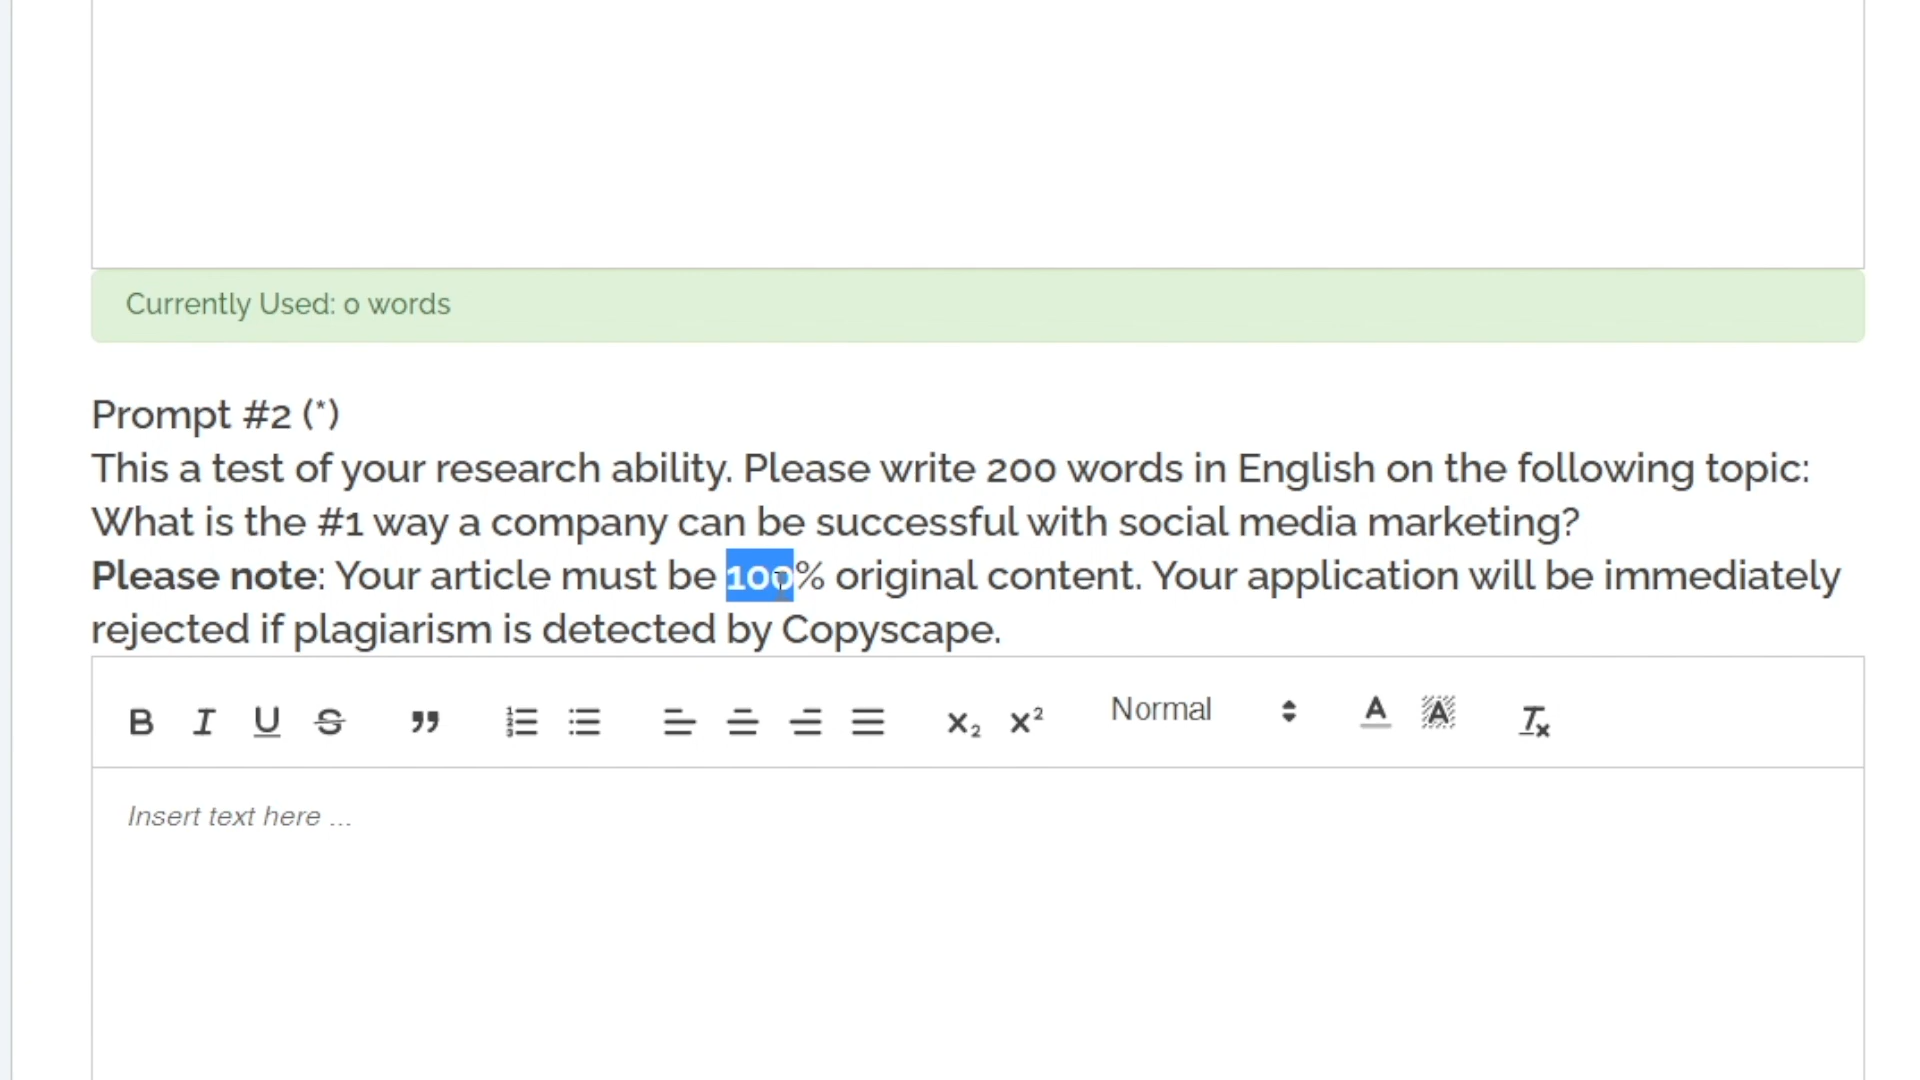 Currently Used: 0 words
Prompt #2 (*)
This a test of your research ability. Please write 200 words in English on the following topic:
What is the #1 way a company can be successful with social media marketing?
Please note: Your article must be 100% original content. Your application will be immediately
rejected if plagiarism is detected by Copyscape.
Normal
Insert text here ...